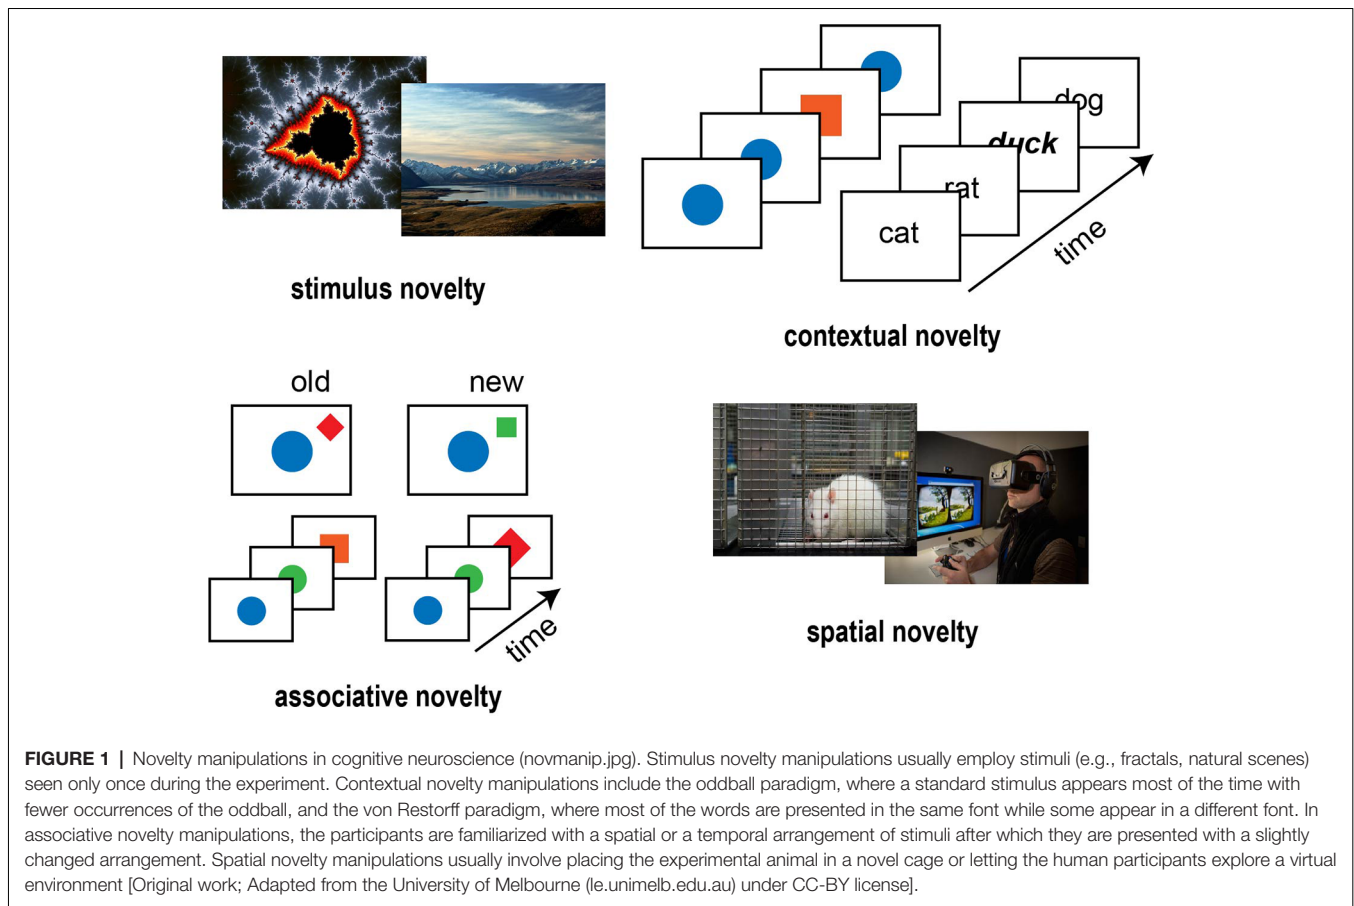 stimulus novelty
cat
rat
duck
dog
time
contextual novelty
old
new
time
associative novelty
spatial novelty
FIGURE 1 | Novelty manipulations in cognitive neuroscience (novmanip.jpg). Stimulus novelty manipulations usually employ stimuli (e.g., fractals, natural scenes)
seen only once during the experiment. Contextual novelty manipulations include the oddball paradigm, where a standard stimulus appears most of the time with
fewer occurrences of the oddball, and the von Restorff paradigm, where most of the words are presented in the same font while some appear in a different font. In
associative novelty manipulations, the participants are familiarized with a spatial or a temporal arrangement of stimuli after which they are presented with a slightly
changed arrangement. Spatial novelty manipulations usually involve placing the experimental animal in a novel cage or letting the human participants explore a virtual
environment [Original work; Adapted from the University of Melbourne (le.unimelb.edu.au) under CC-BY license].